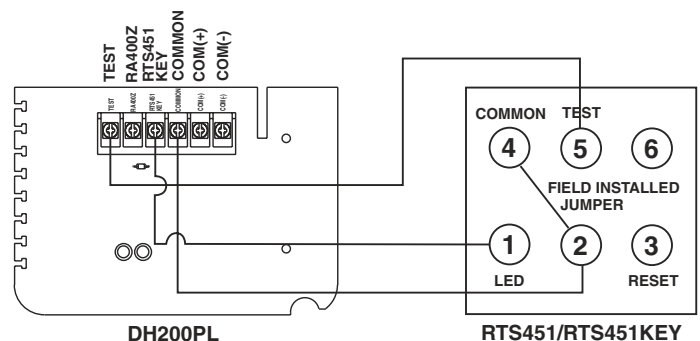 TEST
RA400Z
RTS451
KEY
COMMON
COM(+)
COM(-)
TEST
RA400Z
RTS451
KEY
COMMON
COM(+)
COM(-)
COMMON
TEST
4
5
6
FIELD INSTALLED
JUMPER
1
2
3
LED
RESET
DH200PL
RTS451/RTS451KEY